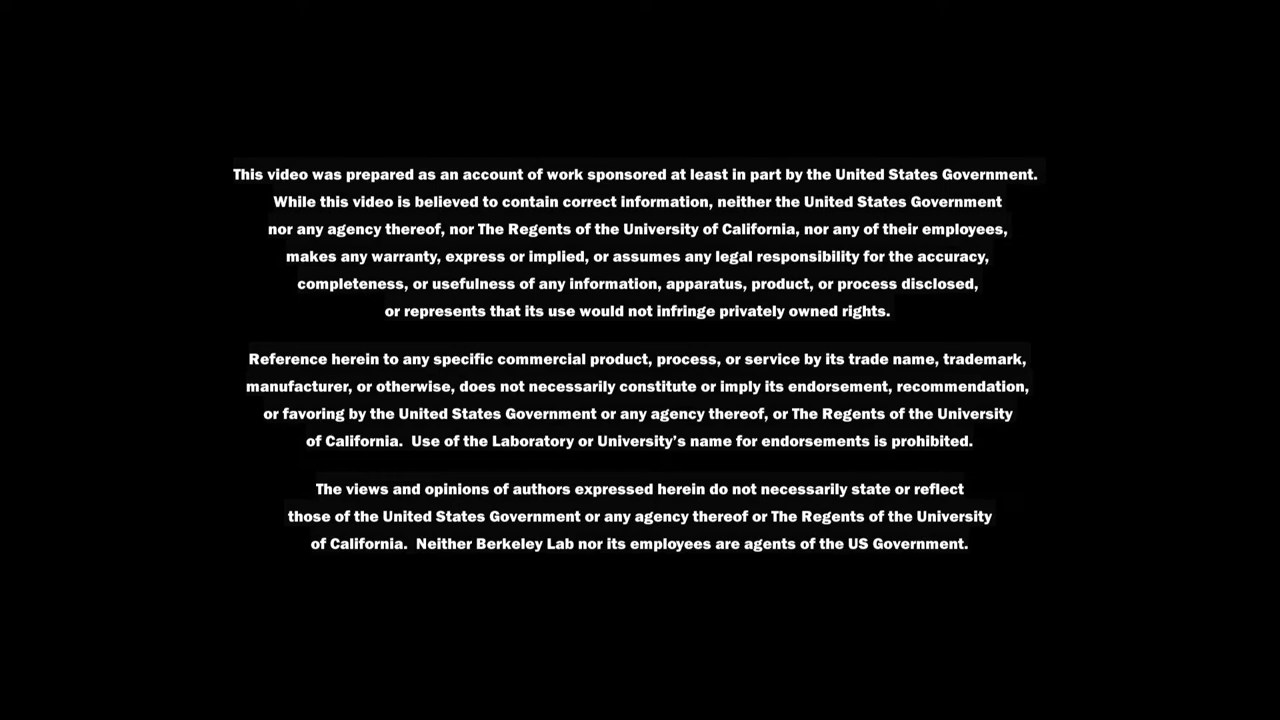 This video was prepared as an account of work sponsored at least in part by the United States Government.
While this video is believed to contain correct information, neither the United States Government
nor any agency thereof, nor The Regents of the University of California, nor any of their employees,
makes any warranty, express or implied, or assumes any legal responsibility for the accuracy,
completeness, or usefulness of any information, apparatus, product, or process disclosed,
or represents that its use would not infringe privately owned rights.
Reference herein to any specific commercial product, process, or service by its trade name, trademark,
manufacturer, or otherwise, does not necessarily constitute or imply its endorsement, recommendation,
or favoring by the United States Government or any agency thereof, or The Regents of the University
of California.  Use of the Laboratory or University’s name for endorsements is prohibited.
The views and opinions of authors expressed herein do not necessarily state or reflect
those of the United States Government or any agency thereof or The Regents of the University
of California.  Neither Berkeley Lab nor its employees are agents of the US Government.